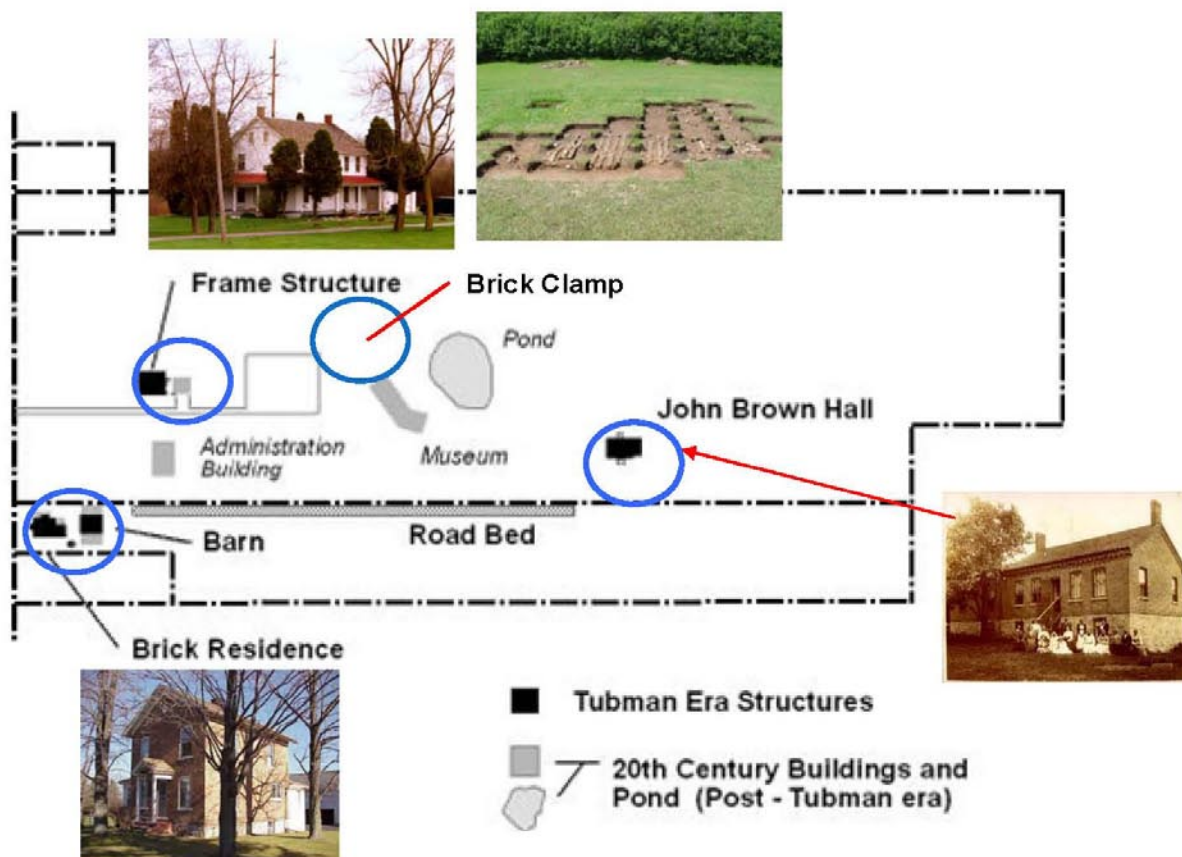 Frame Structure
Brick Clamp
Pond
John Brown Hall
Administration
Building
Museum
Barn
Road Bed
Brick Residence
Tubman Era Structures
20th Century Buildings and
Pond (Post - Tubman era)